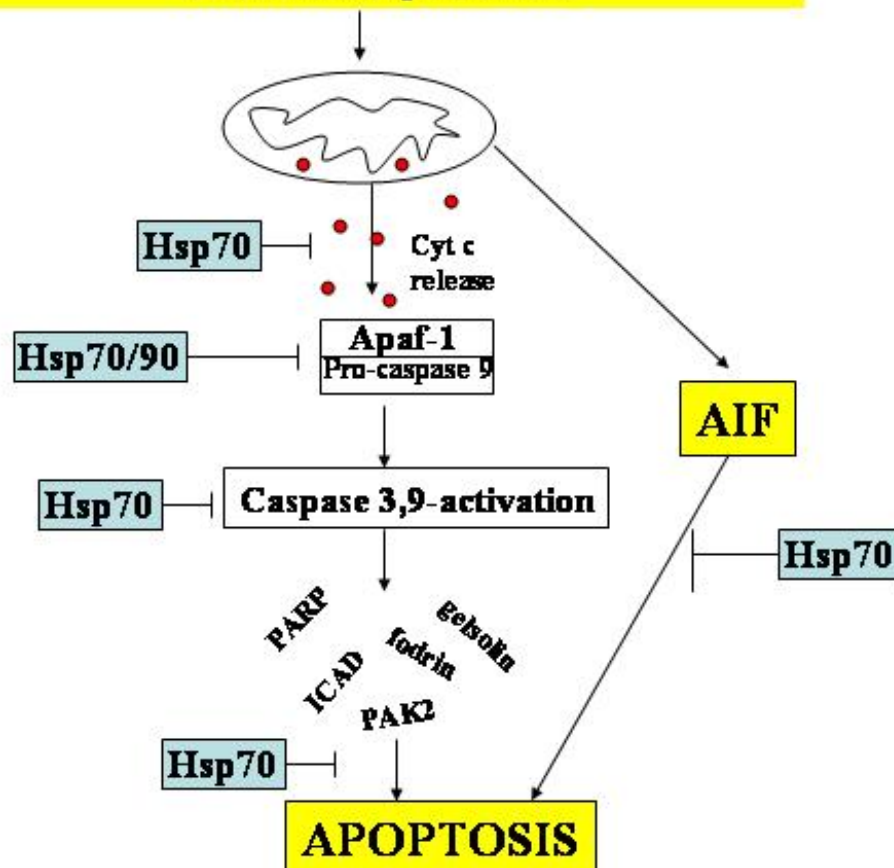 Hsp70
Cyt c
release
Hsp70/90
Apaf-1
Pro-caspase 9
AIF
Hsp70
Caspase 3,9-activation
Hsp70
PARP
gelsolin
fodrin
ICAD
PAK2
Hsp70
APOPTOSIS